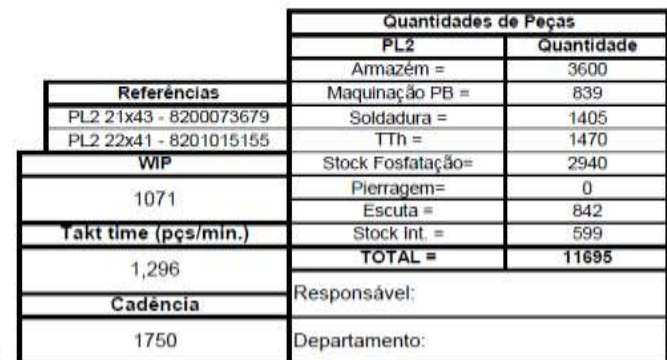 Quantidades de Peças
PL2 Quantidade
Armazém = 3600
Referências
Maquinação PB = 839
PL2 21x43 - 8200073679
Soldadura = 1405
PL2 22x41 - 8201015155
TTh = 1470
WIP
Stock Fosfatação= 2940
1071
Pierragem= 0
Escuta = 842
Takt time (pçs/min.)
Stock Int. = 599
TOTAL = 11695
1,296
Responsável:
Cadência
1750
Departamento: